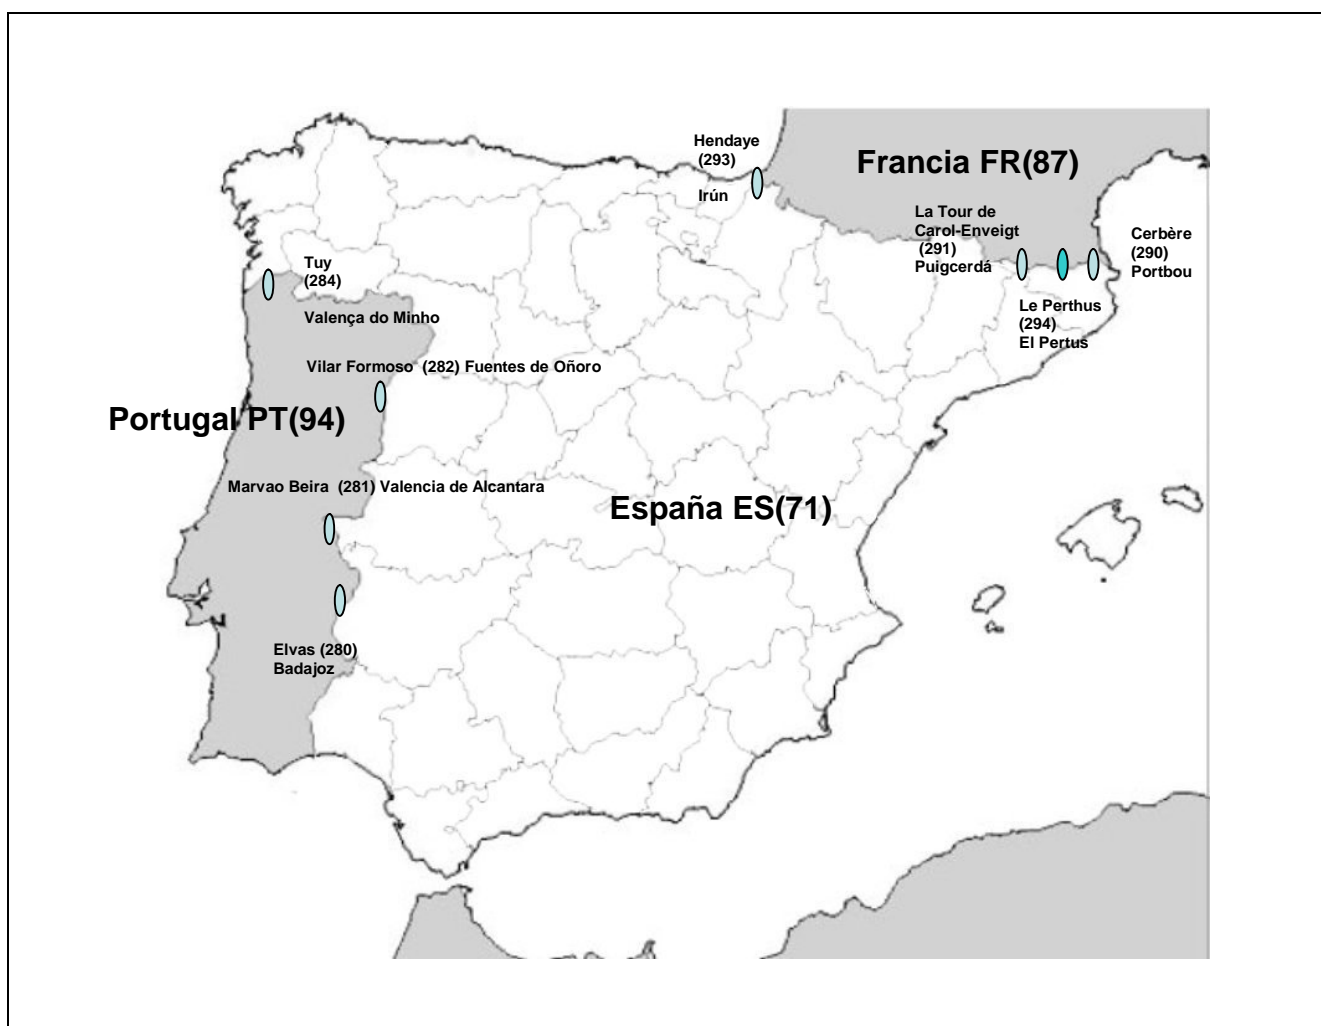 Hendaye
(293)
Irún
Francia FR(87)
La Tour de
Carol-Enveigt
(291)
Puigcerdá
Cerbère
(290)
Portbou
Le Perthus
(294)
El Pertus
Tuy
(284)
Valença do Minho
Vilar Formoso (282) Fuentes de Oñoro
Portugal PT(94)
Marvao Beira (281) Valencia de Alcantara
España ES(71)
Elvas (280)
Badajoz